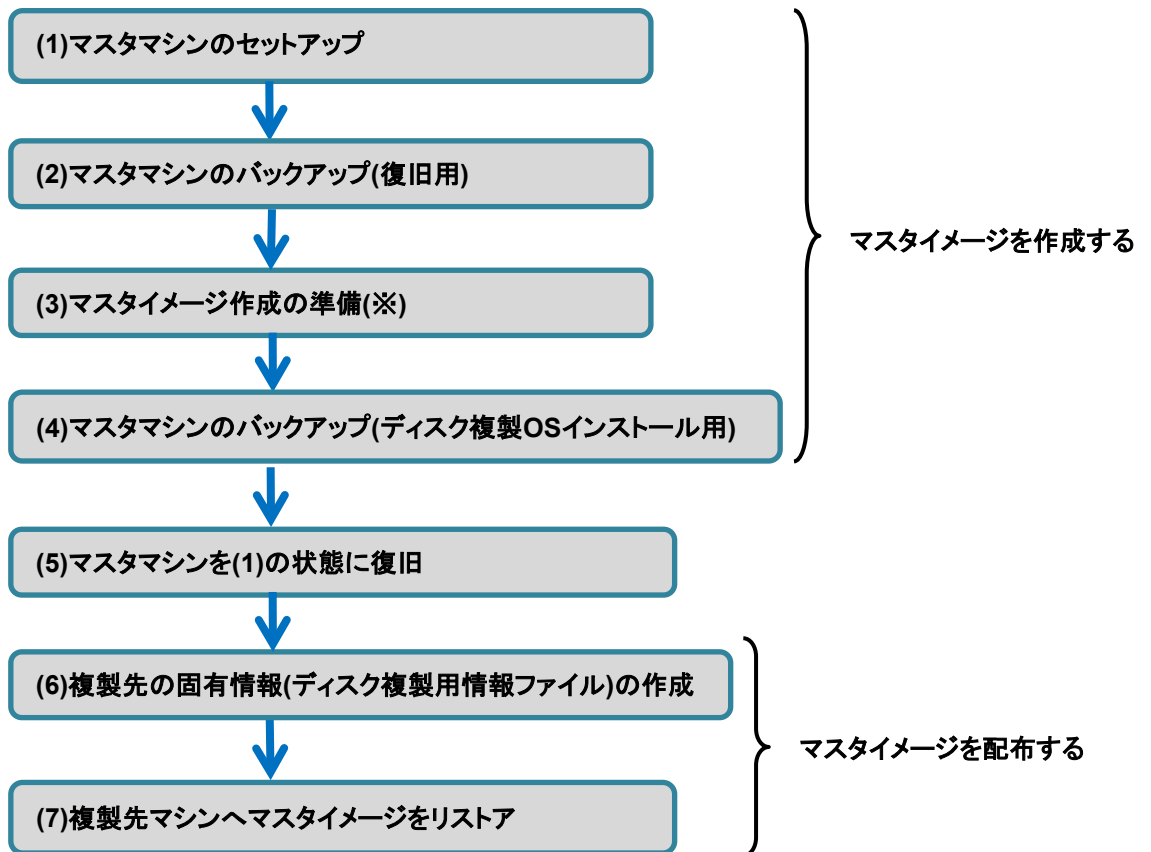 (1)マスタマシンのセットアップ
(2)マスタマシンのバックアップ(復旧用)
(3)マスタイメージ作成の準備(※)
(4)マスタマシンのバックアップ(ディスク複製OSインストール用)
マスタイメージを作成する
(5)マスタマシンを(1)の状態に復旧
(6)複製先の固有情報(ディスク複製用情報ファイル)の作成
(7)複製先マシンへマスタイメージをリストア
マスタイメージを配布する